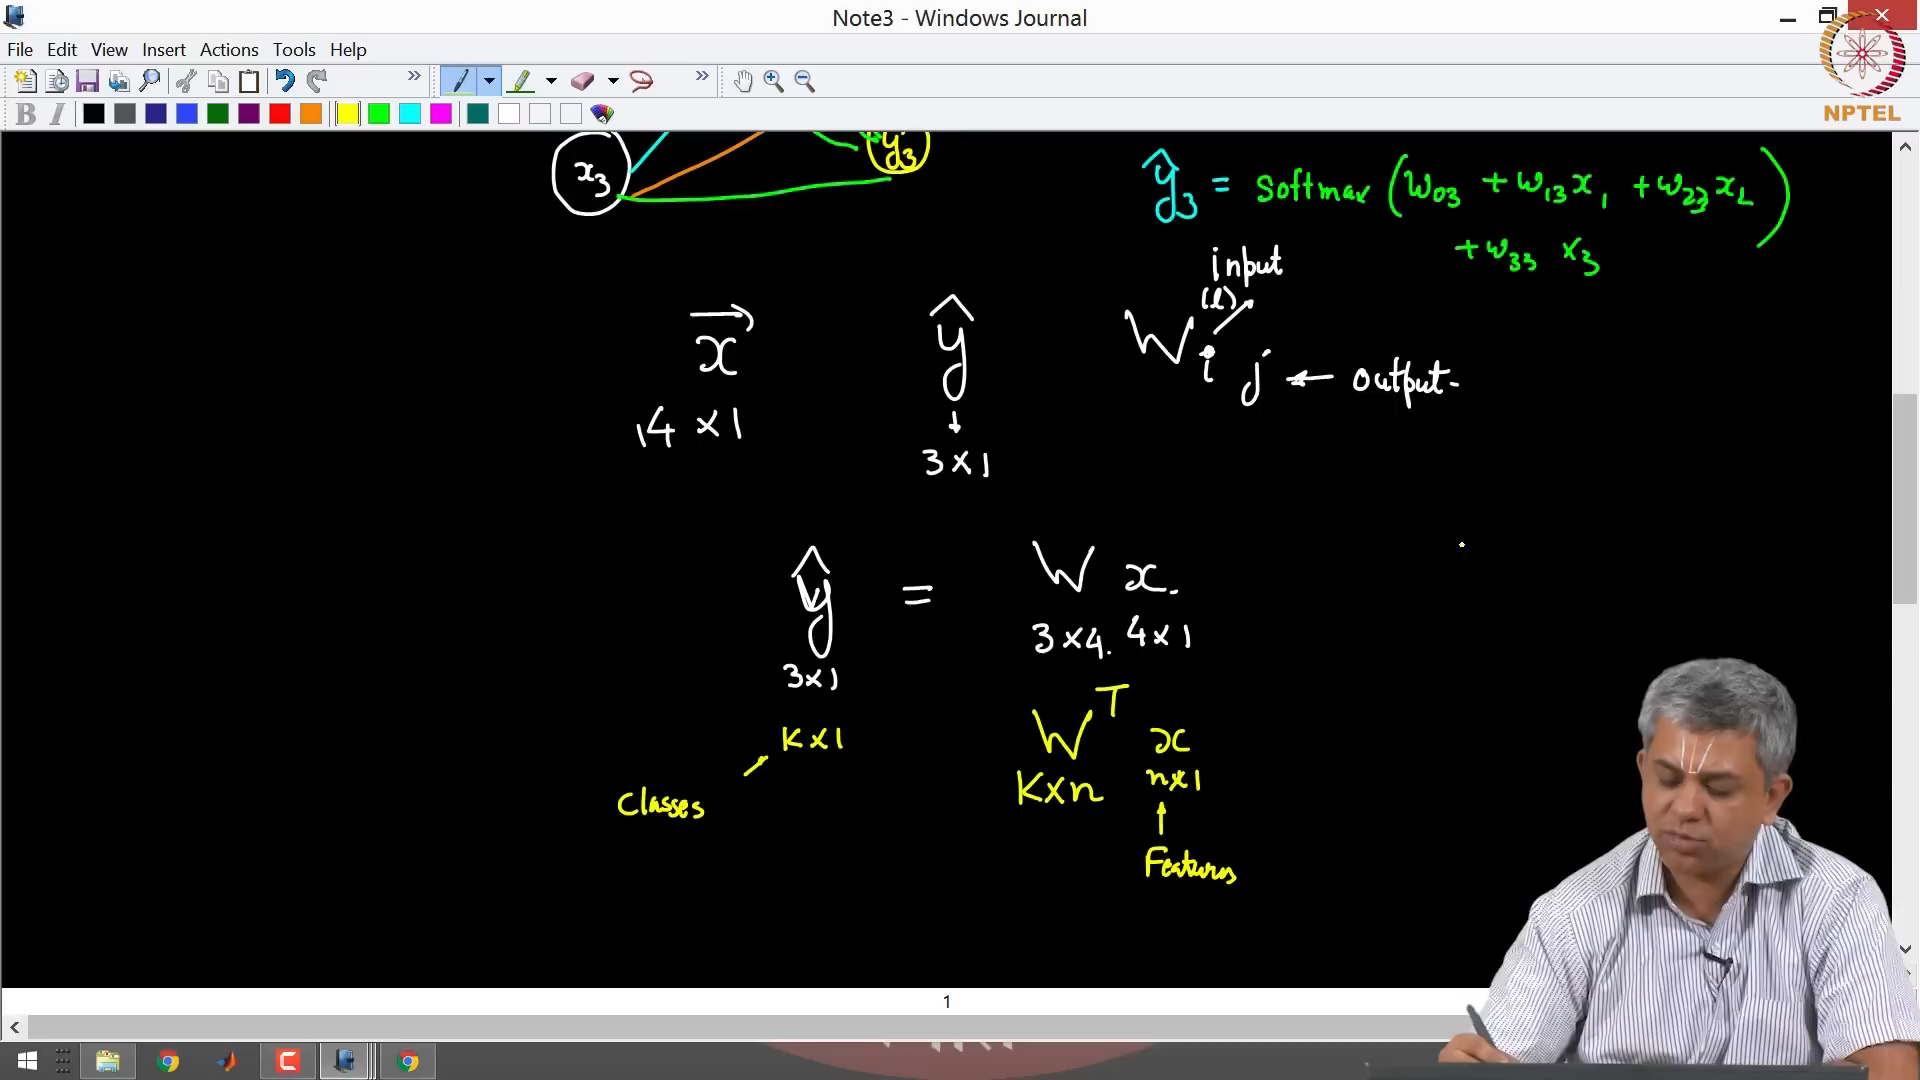 Note3 - Windows Journal
File Edit View Insert Actions Tools Help
NPTEL
x₃
ŷ₃
ŷ₃ = Softmax (w₀₃ + w₁₃x₁ + w₂₃x₂)
+ w₃₃ x₃
input
(l)
W i j ← output
x⃗
4 × 1
ŷ
3 × 1
ŷ = W x
3×1 3×4 4×1
K×1 Wᵀ x
K×n n×1
Classes
Features
1